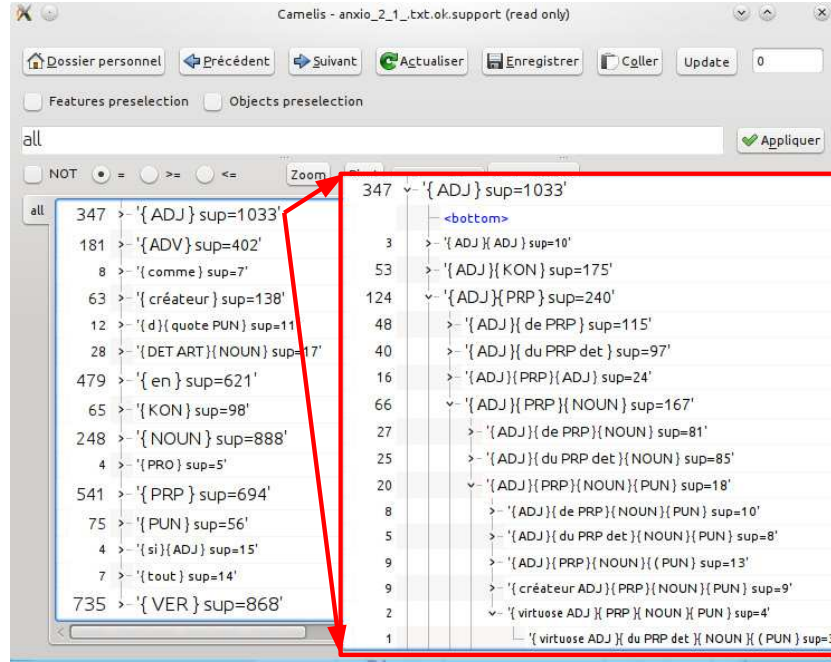 Camelis - anxio_2_1_.txt.ok.support (read only)
Dossier personnel Précédent Suivant Actualiser Enregistrer Coller Update 0
Features preselection Objects preselection
all Appliquer
NOT = >= <= Zoom
all
347 '{ ADJ } sup=1033'
181 '{ADV} sup=402'
8 '{comme} sup=7'
63 '{ créateur } sup=138'
12 '{d}{quote PUN} sup=11
28 '{DET ART}{NOUN} sup=17'
479 '{ en } sup=621'
65 '{KON} sup=98'
248 '{ NOUN } sup=888'
4 '{PRO} sup=5'
541 '{ PRP } sup=694'
75 '{PUN} sup=56'
4 '{si}{ADJ} sup=15'
7 '{tout} sup=14'
735 '{ VER } sup=868'
347 '{ ADJ } sup=1033'
<bottom>
3 '{ ADJ }{ ADJ } sup=10'
53 '{ ADJ }{ KON } sup=175'
124 '{ADJ}{PRP} sup=240'
48 '{ ADJ }{ de PRP } sup=115'
40 '{ ADJ }{ du PRP det } sup=97'
16 '{ADJ}{PRP}{ADJ} sup=24'
66 '{ ADJ }{ PRP }{ NOUN } sup=167'
27 '{ADJ}{de PRP}{NOUN} sup=81'
25 '{ADJ}{du PRP det}{NOUN} sup=85'
20 '{ADJ}{PRP}{NOUN}{PUN} sup=18'
8 '{ADJ}{ de PRP}{NOUN}{PUN} sup=10'
5 '{ADJ}{du PRP det }{NOUN}{PUN} sup=8'
9 '{ADJ}{PRP}{NOUN}{( PUN} sup=13'
9 '{créateur ADJ}{PRP}{NOUN}{PUN} sup=9'
2 '{ virtuose ADJ }{ PRP }{ NOUN }{ PUN } sup=4'
1 '{ virtuose ADJ }{ du PRP det }{ NOUN }{ ( PUN } sup=3